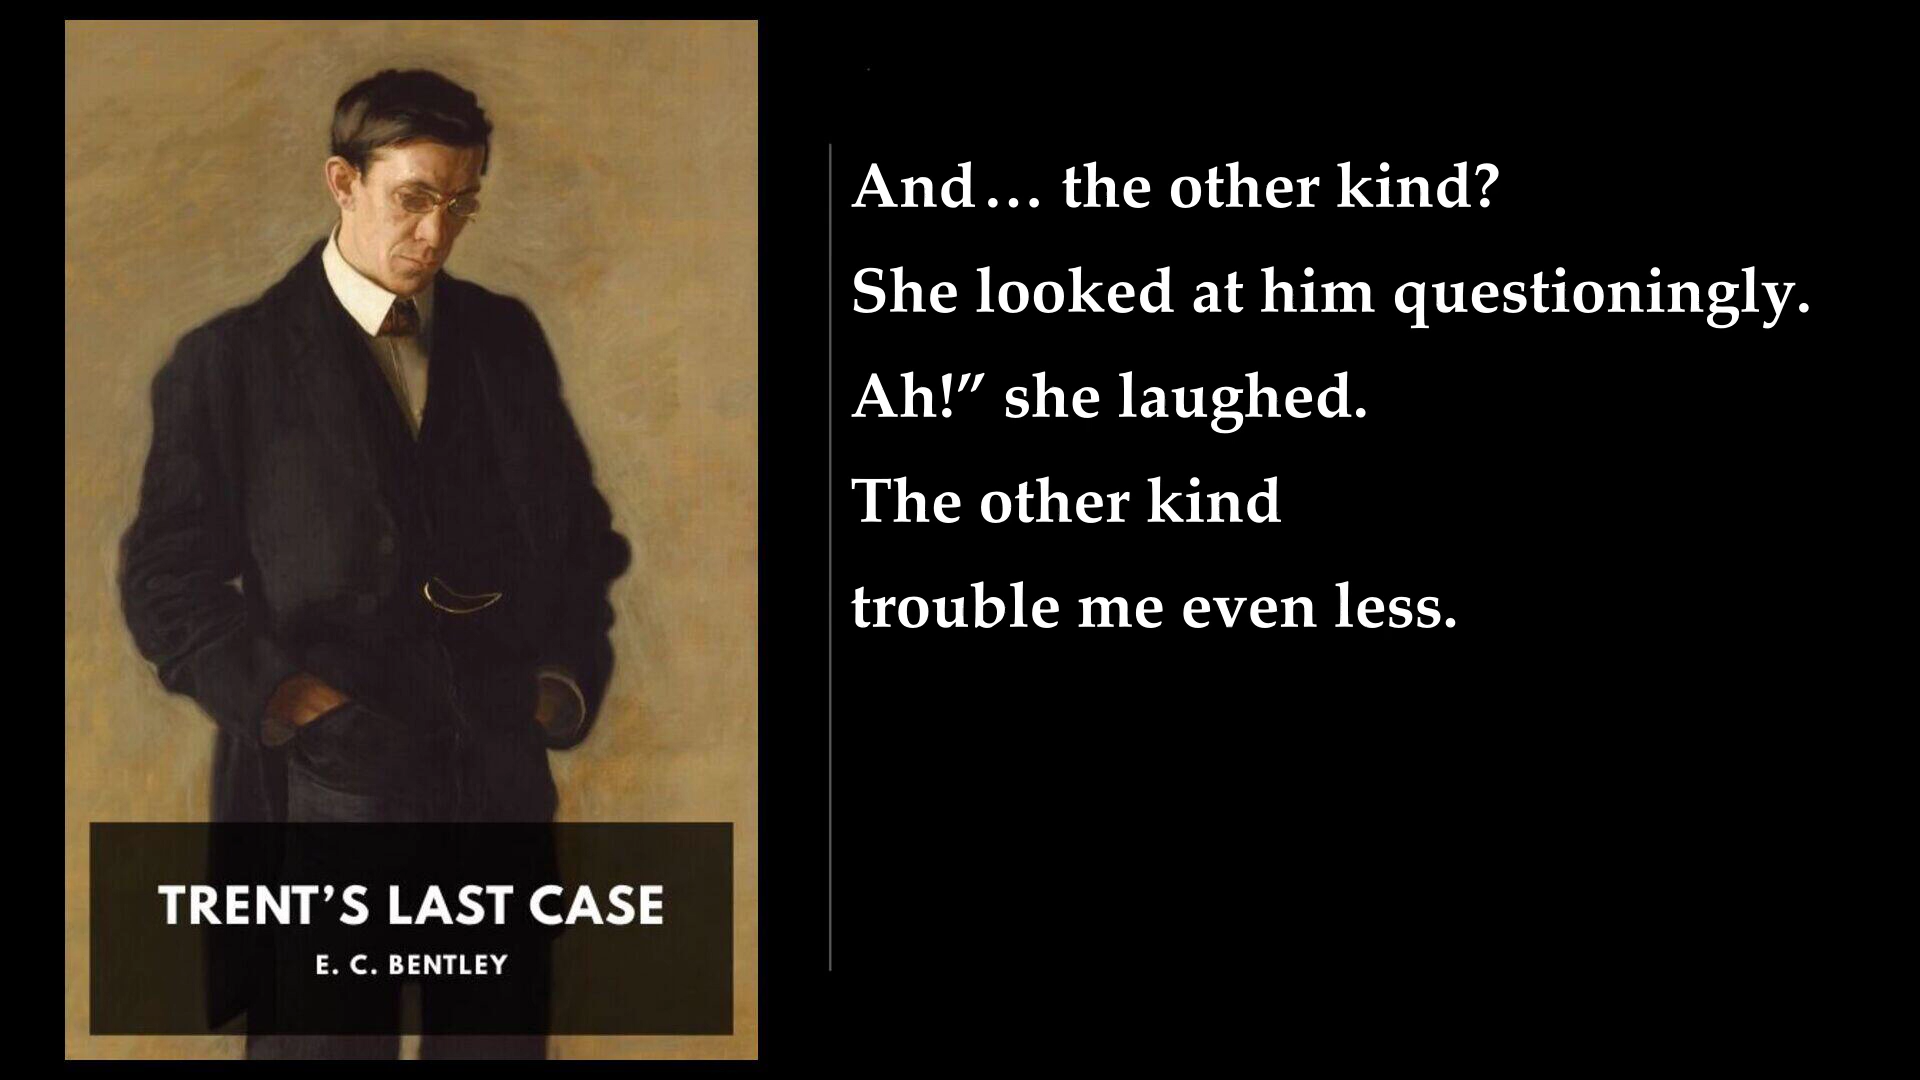 TRENT’S LAST CASE
E. C. BENTLEY
And… the other kind?
She looked at him questioningly.
Ah!” she laughed.
The other kind
trouble me even less.